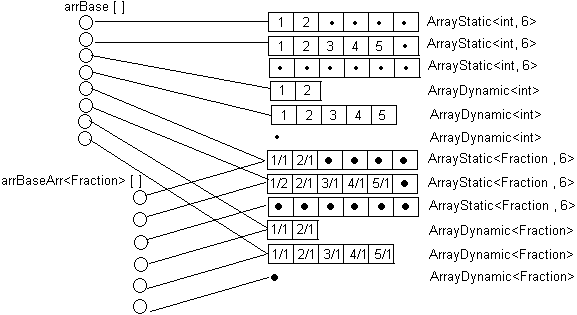 arrBase [ ]
1 2 • • • • ArrayStatic<int, 6>
1 2 3 4 5 • ArrayStatic<int, 6>
• • • • • • ArrayStatic<int, 6>
1 2 ArrayDynamic<int>
1 2 3 4 5 ArrayDynamic<int>
• ArrayDynamic<int>
1/1 2/1 • • • • ArrayStatic<Fraction , 6>
arrBaseArr<Fraction> [ ]
1/2 2/1 3/1 4/1 5/1 • ArrayStatic<Fraction , 6>
• • • • • • ArrayStatic<Fraction , 6>
1/1 2/1 ArrayDynamic<Fraction>
1/1 2/1 3/1 4/1 5/1 ArrayDynamic<Fraction>
• ArrayDynamic<Fraction>